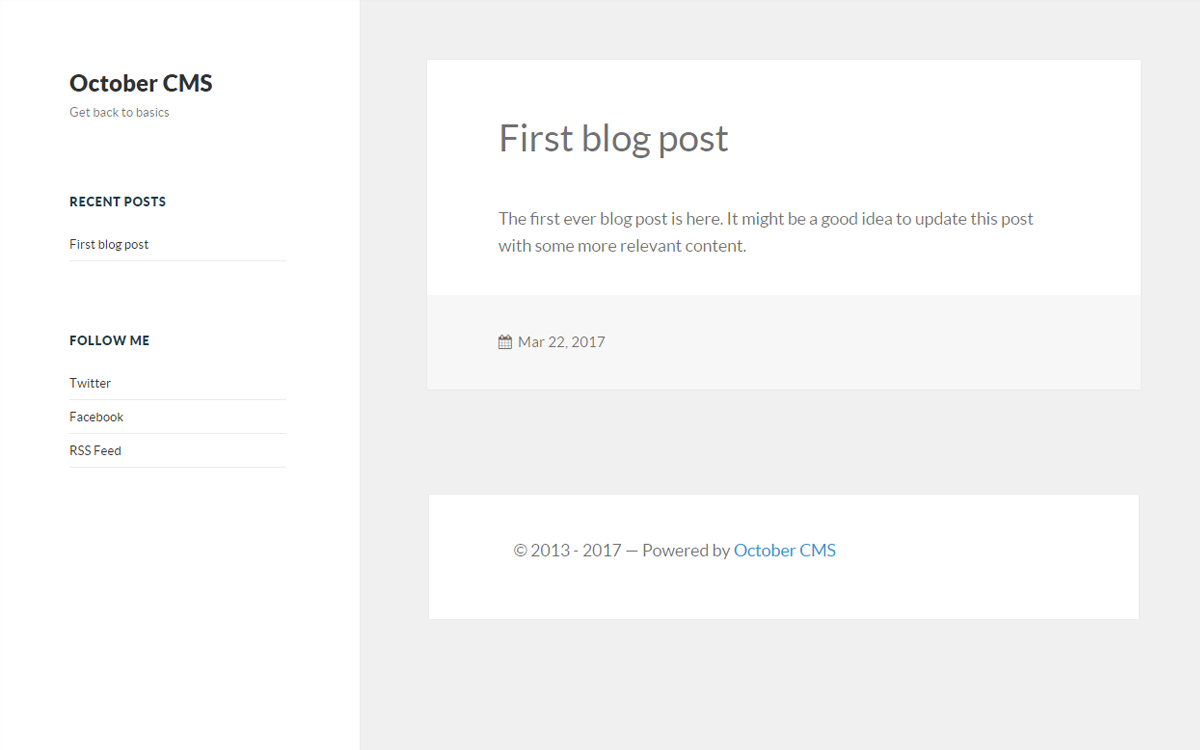 October CMS
Get back to basics
RECENT POSTS
First blog post
FOLLOW ME
Twitter
Facebook
RSS Feed
First blog post
The first ever blog post is here. It might be a good idea to update this post
with some more relevant content.
Mar 22, 2017
© 2013 - 2017 — Powered by October CMS